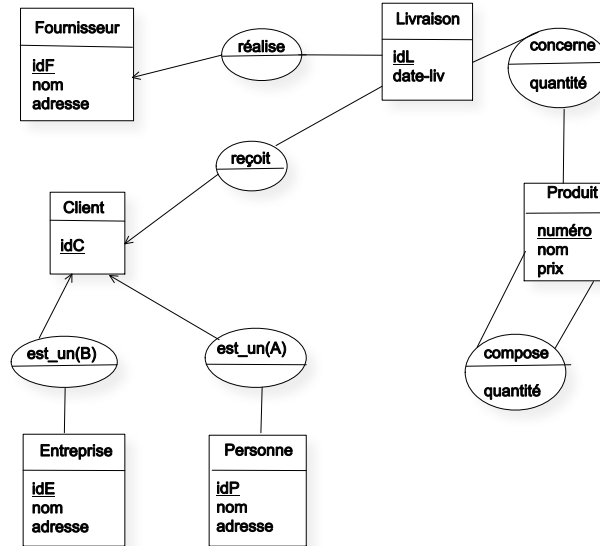 Fournisseur
idF
nom
adresse
réalise
Livraison
idL
date-liv
concerne
quantité
reçoit
Client
idC
Produit
numéro
nom
prix
est_un(B)
est_un(A)
compose
quantité
Entreprise
idE
nom
adresse
Personne
idP
nom
adresse